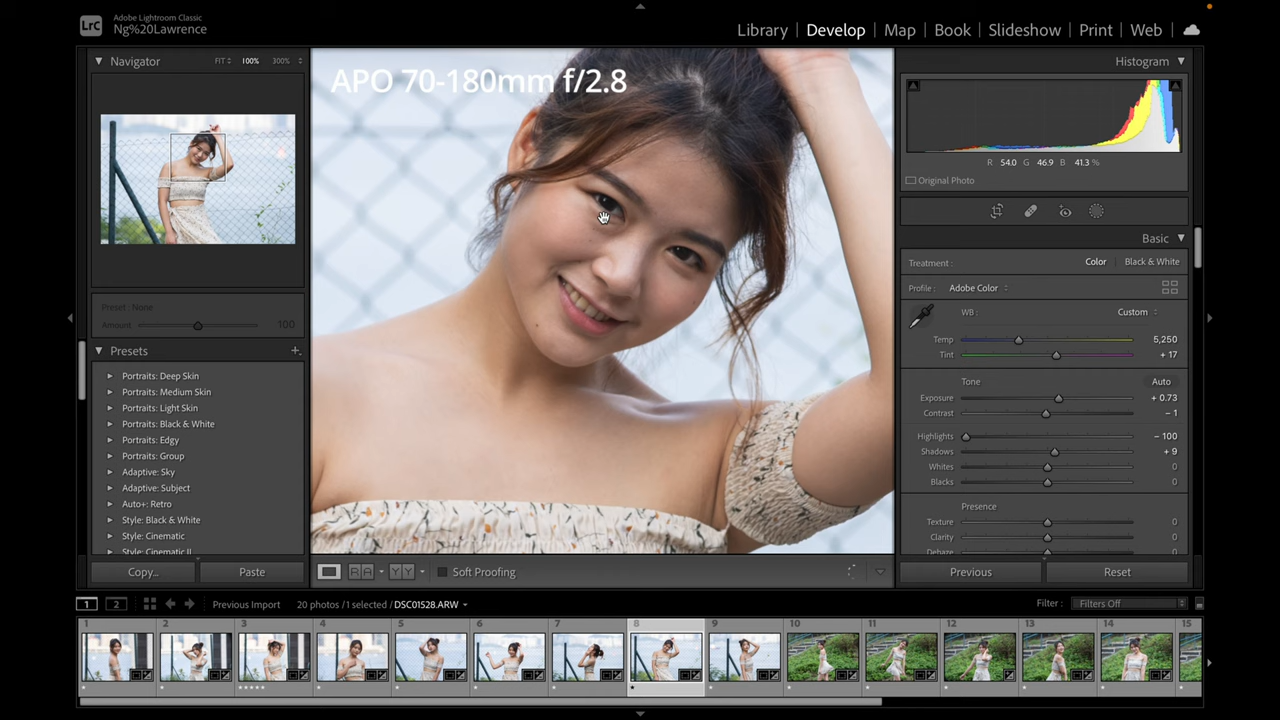 LrC
Adobe Lightroom Classic
Ng%20Lawrence
Library | Develop | Map | Book | Slideshow | Print | Web
Navigator
FIT 100% 300%
Preset : None
Amount 100
Presets
Portraits: Deep Skin
Portraits: Medium Skin
Portraits: Light Skin
Portraits: Black & White
Portraits: Edgy
Portraits: Group
Adaptive: Sky
Adaptive: Subject
Auto+: Retro
Style: Black & White
Style: Cinematic
Style: Cinematic II
Copy... Paste
APO 70-180mm f/2.8
Soft Proofing
Histogram
R 54.0 G 46.9 B 41.3 %
Original Photo
Basic
Treatment : Color Black & White
Profile : Adobe Color
WB : Custom
Temp 5,250
Tint + 17
Tone Auto
Exposure + 0.73
Contrast − 1
Highlights − 100
Shadows + 9
Whites 0
Blacks 0
Presence
Texture 0
Clarity 0
Dehaze
Previous Reset
1 2 Previous Import 20 photos / 1 selected / DSC01528.ARW Filter : Filters Off
1 2 3 4 5 6 7 8 9 10 11 12 13 14 15